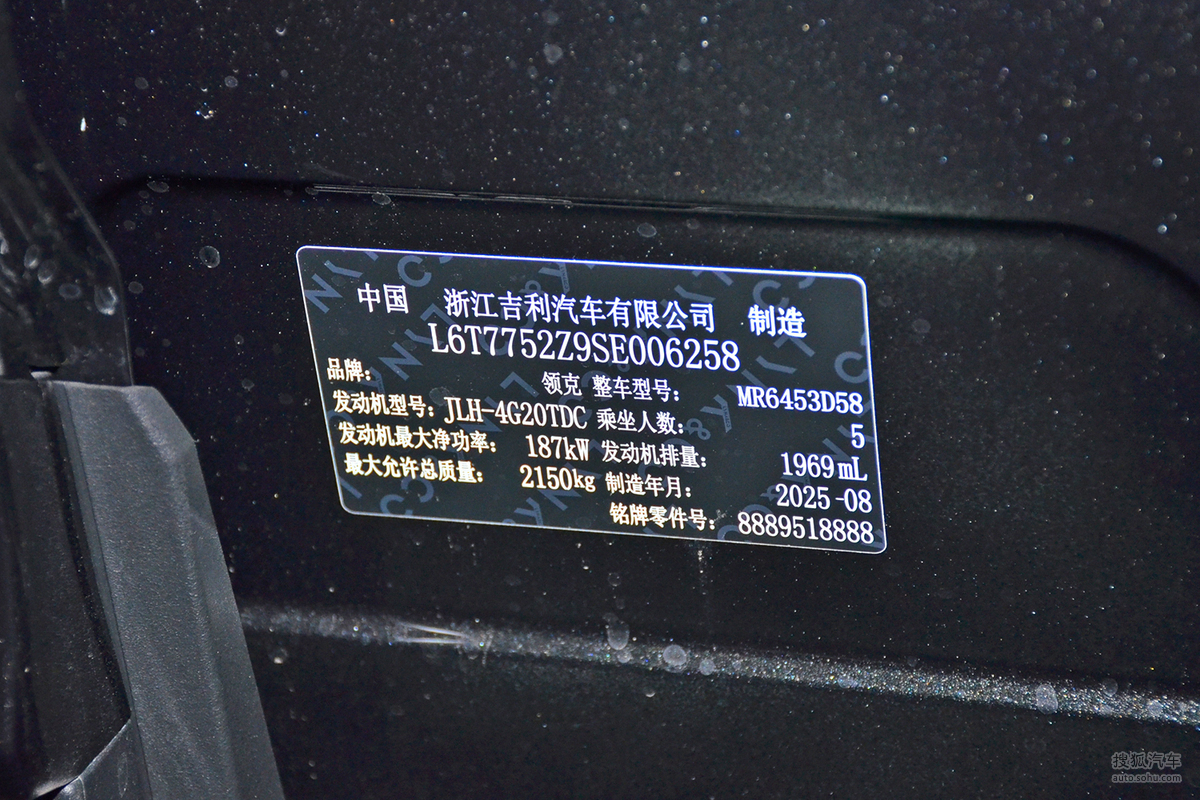 中国 浙江吉利汽车有限公司 制造
L6T7752Z9SE006258
品牌: 领克 整车型号: MR6453D58
发动机型号: JLH-4G20TDC 乘坐人数: 5
发动机最大净功率: 187kW 发动机排量: 1969mL
最大允许总质量: 2150kg 制造年月: 2025-08
铭牌零件号: 8889518888
搜狐汽车
auto.sohu.com